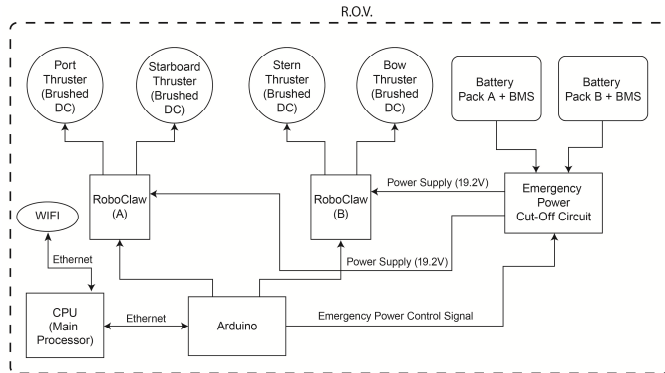 R.O.V.
Port
Thruster
(Brushed
DC)
Starboard
Thruster
(Brushed
DC)
Stern
Thruster
(Brushed
DC)
Bow
Thruster
(Brushed
DC)
Battery
Pack A + BMS
Battery
Pack B + BMS
RoboClaw
(A)
RoboClaw
(B)
Power Supply (19.2V)
Emergency
Power
Cut-Off Circuit
WIFI
Ethernet
Power Supply (19.2V)
CPU
(Main
Processor)
Ethernet
Arduino
Emergency Power Control Signal